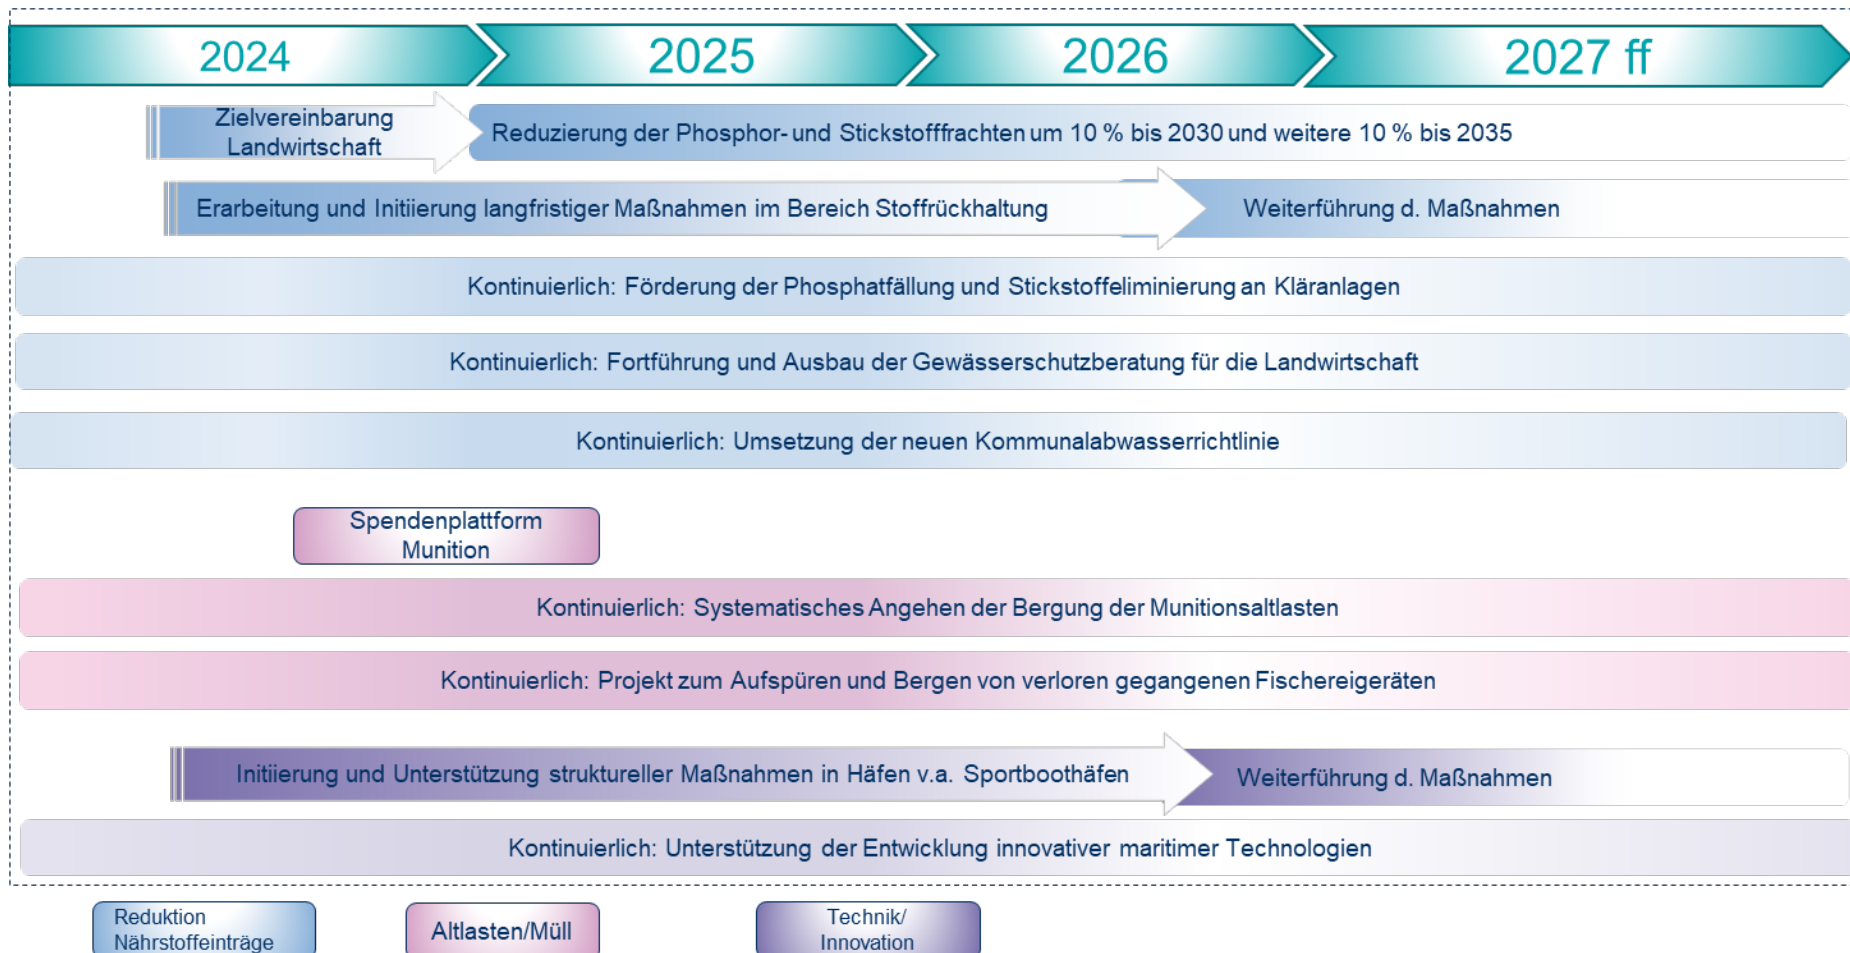 2024
2025
2026
2027 ff
Zielvereinbarung
Landwirtschaft
Reduzierung der Phosphor- und Stickstofffrachten um 10 % bis 2030 und weitere 10 % bis 2035
Erarbeitung und Initiierung langfristiger Maßnahmen im Bereich Stoffrückhaltung
Weiterführung d. Maßnahmen
Kontinuierlich: Förderung der Phosphatfällung und Stickstoffeliminierung an Kläranlagen
Kontinuierlich: Fortführung und Ausbau der Gewässerschutzberatung für die Landwirtschaft
Kontinuierlich: Umsetzung der neuen Kommunalabwasserrichtlinie
Spendenplattform
Munition
Kontinuierlich: Systematisches Angehen der Bergung der Munitionsaltlasten
Kontinuierlich: Projekt zum Aufspüren und Bergen von verloren gegangenen Fischereigeräten
Initiierung und Unterstützung struktureller Maßnahmen in Häfen v.a. Sportboothäfen
Weiterführung d. Maßnahmen
Kontinuierlich: Unterstützung der Entwicklung innovativer maritimer Technologien
Reduktion
Nährstoffeinträge
Altlasten/Müll
Technik/
Innovation